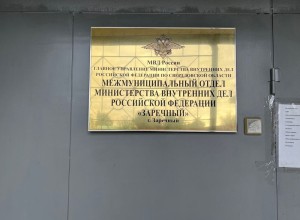 МВД России
ГЛАВНОЕ УПРАВЛЕНИЕ МИНИСТЕРСТВА ВНУТРЕННИХ ДЕЛ
РОССИЙСКОЙ ФЕДЕРАЦИИ ПО СВЕРДЛОВСКОЙ ОБЛАСТИ
МЕЖМУНИЦИПАЛЬНЫЙ ОТДЕЛ
МИНИСТЕРСТВА ВНУТРЕННИХ ДЕЛ
РОССИЙСКОЙ ФЕДЕРАЦИИ
«ЗАРЕЧНЫЙ»
г. Заречный